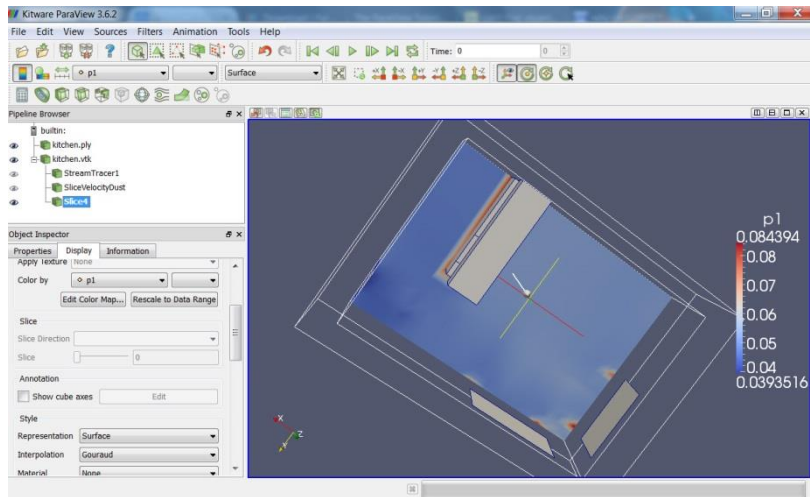 Kitware ParaView 3.6.2
File Edit View Sources Filters Animation Tools Help
Time: 0 0
p1 Surface
Pipeline Browser
builtin:
kitchen.ply
kitchen.vtk
StreamTracer1
SliceVelocityDust
Slice4
Object Inspector
Properties Display Information
Apply Texture None
Color by p1
Edit Color Map... Rescale to Data Range
Slice
Slice Direction
Slice 0
Annotation
Show cube axes Edit
Style
Representation Surface
Interpolation Gouraud
Material None
p1
0.084394
0.08
0.07
0.06
0.05
0.04
0.0393516
X
Z
Y